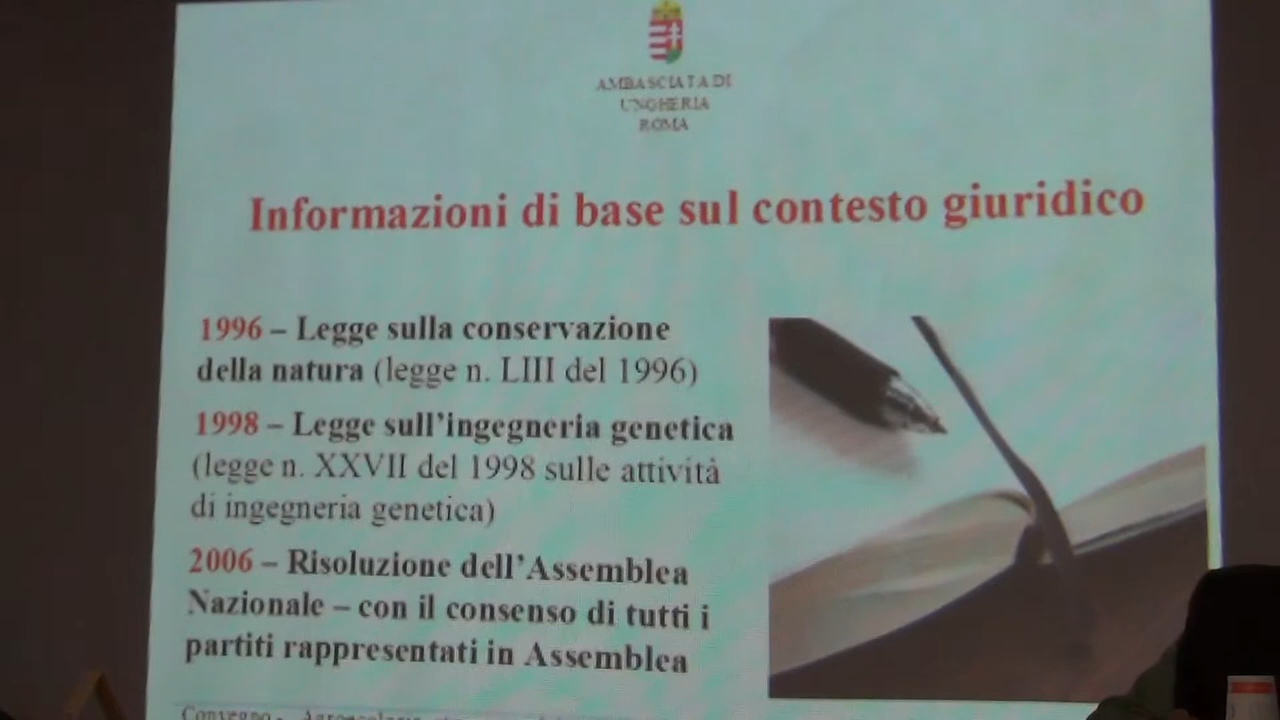 AMBASCIATA DI
UNGHERIA
ROMA
Informazioni di base sul contesto giuridico
1996 – Legge sulla conservazione
della natura (legge n. LIII del 1996)
1998 – Legge sull'ingegneria genetica
(legge n. XXVII del 1998 sulle attività
di ingegneria genetica)
2006 – Risoluzione dell'Assemblea
Nazionale – con il consenso di tutti i
partiti rappresentati in Assemblea
Convegno -